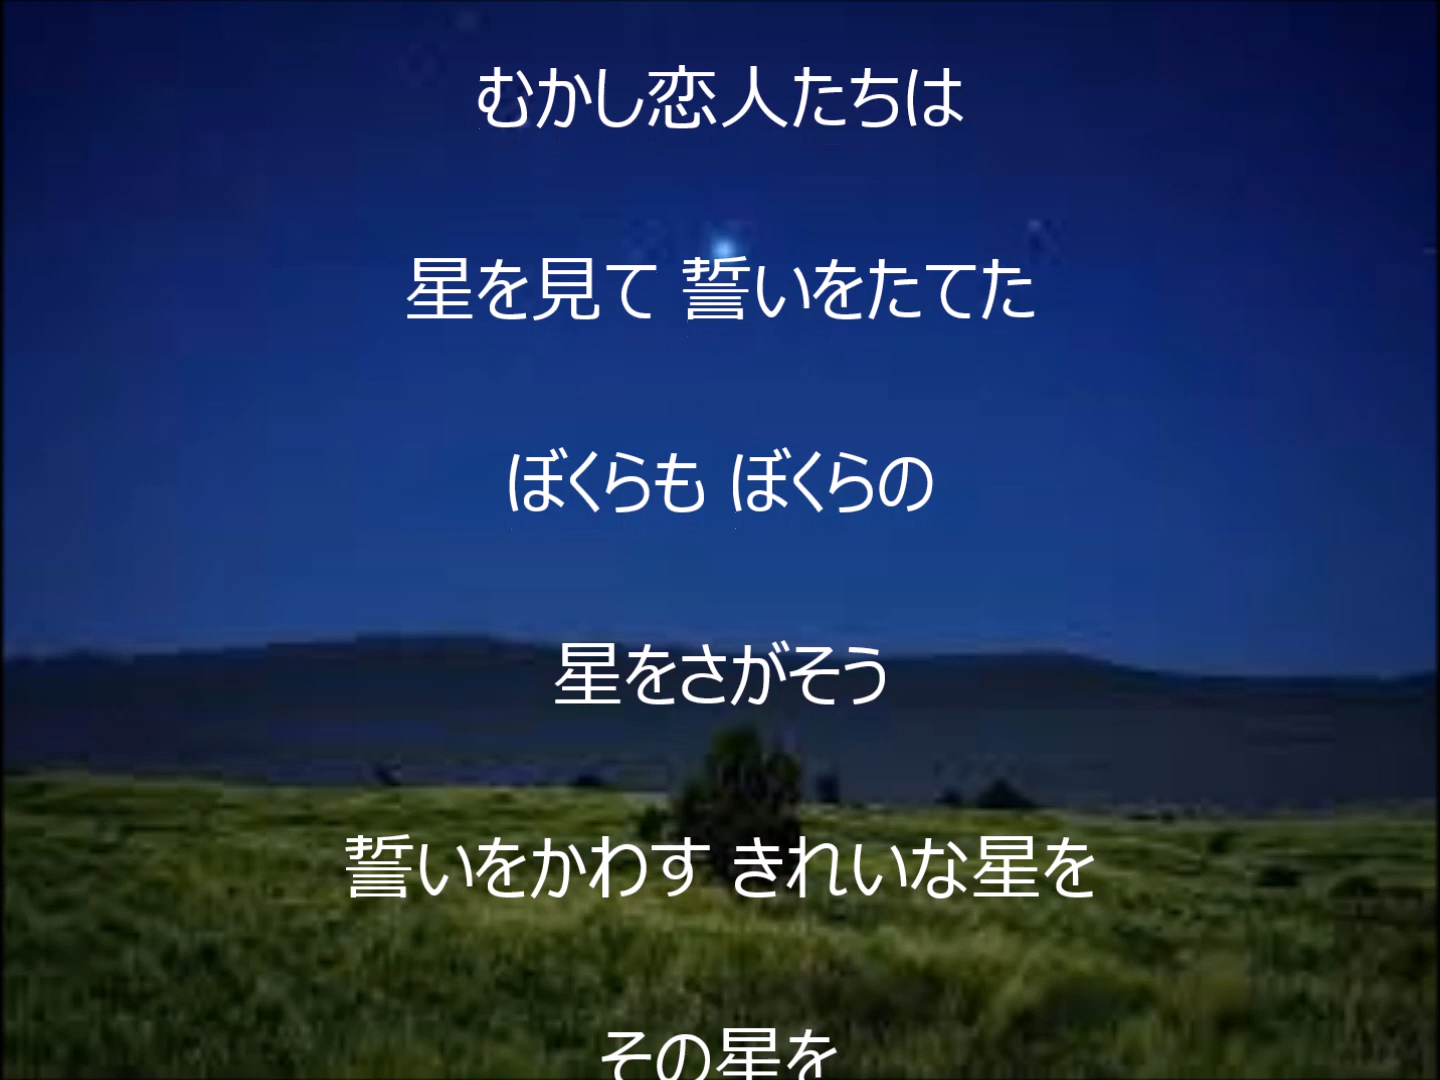 むかし恋人たちは
星を見て 誓いをたてた
ぼくらも ぼくらの
星をさがそう
誓いをかわす きれいな星を
その星を